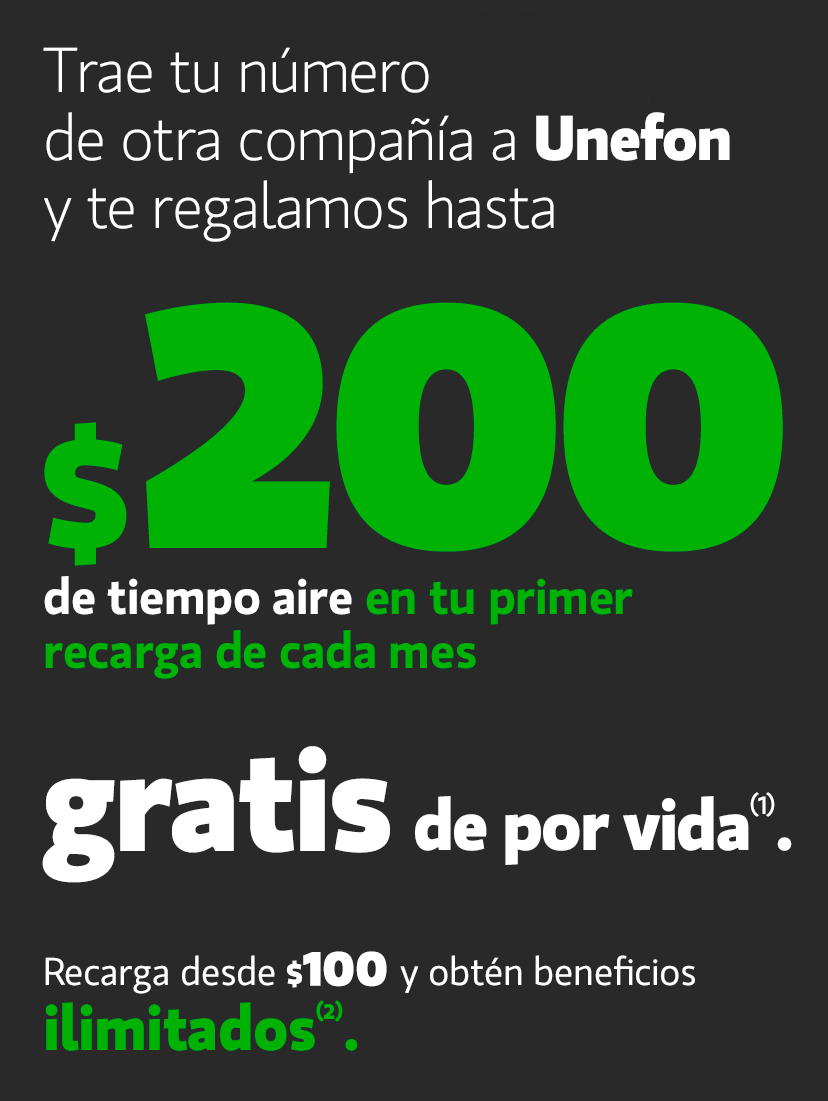 Trae tu número
de otra compañía a Unefon
y te regalamos hasta
$200
de tiempo aire en tu primer
recarga de cada mes
gratis de por vida(1).
Recarga desde $100 y obtén beneficios
ilimitados(2).